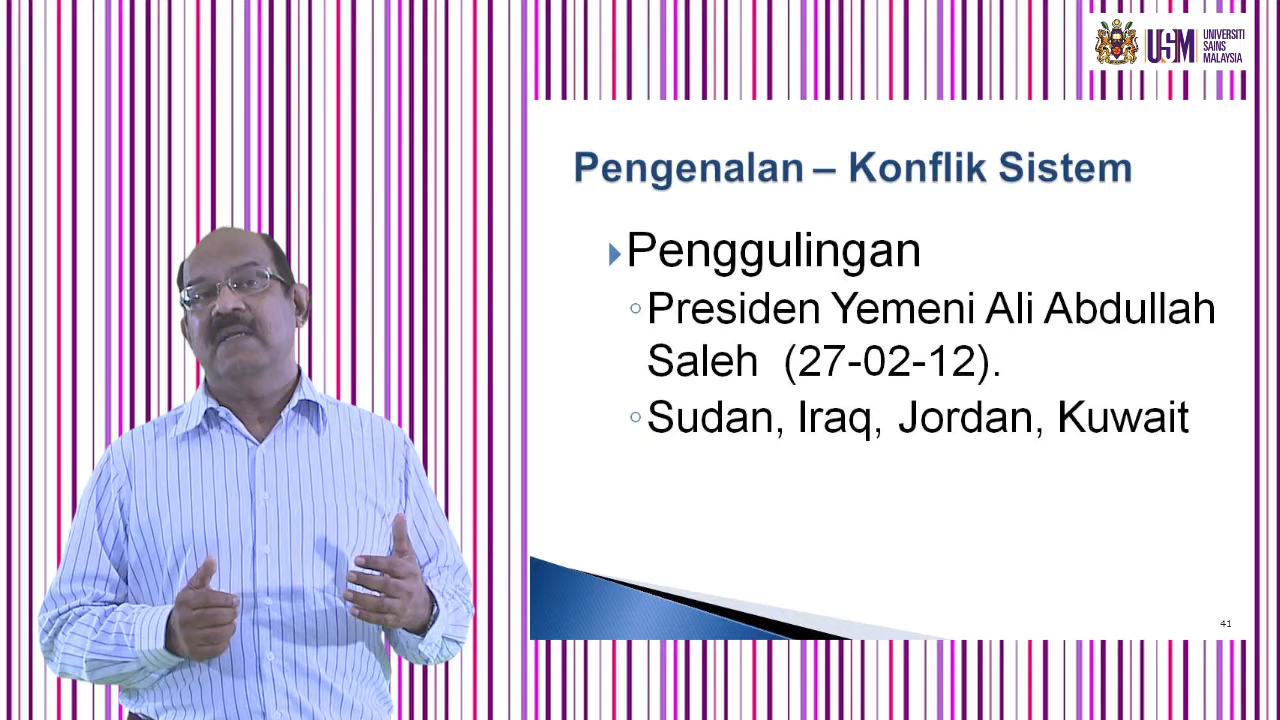 USM UNIVERSITI
SAINS
MALAYSIA
Pengenalan – Konflik Sistem
Penggulingan
Presiden Yemeni Ali Abdullah
Saleh (27-02-12).
Sudan, Iraq, Jordan, Kuwait
41